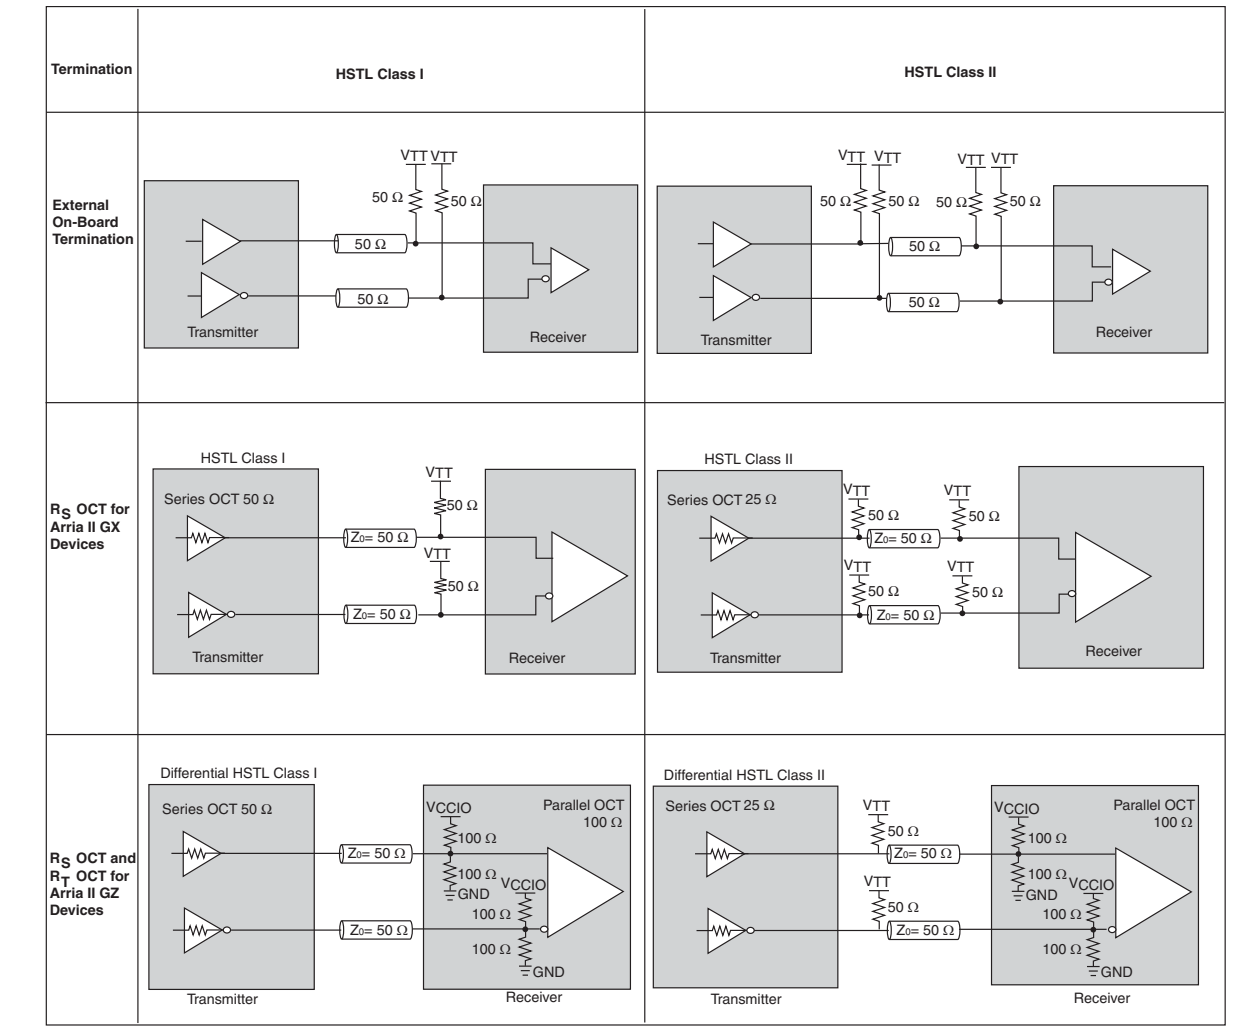 Termination
HSTL Class I
HSTL Class II
External
On-Board
Termination
VTT VTT
50 Ω 50 Ω
50 Ω
50 Ω
Transmitter
Receiver
VTT VTT VTT VTT
50 Ω 50 Ω 50 Ω 50 Ω
50 Ω
50 Ω
Transmitter
Receiver
RS OCT for
Arria II GX
Devices
HSTL Class I
Series OCT 50 Ω
VTT
50 Ω
Z0= 50 Ω
VTT
50 Ω
Z0= 50 Ω
Transmitter
Receiver
HSTL Class II
Series OCT 25 Ω
VTT VTT
50 Ω 50 Ω
Z0= 50 Ω
VTT VTT
50 Ω 50 Ω
Z0= 50 Ω
Transmitter
Receiver
RS OCT and
RT OCT for
Arria II GZ
Devices
Differential HSTL Class I
Series OCT 50 Ω
VCCIO
Parallel OCT
100 Ω
100 Ω
Z0= 50 Ω
100 Ω
GND
VCCIO
100 Ω
Z0= 50 Ω
100 Ω
GND
Transmitter
Receiver
Differential HSTL Class II
Series OCT 25 Ω
VTT
50 Ω
VCCIO
Parallel OCT
100 Ω
100 Ω
Z0= 50 Ω
100 Ω
GND
VTT
50 Ω
VCCIO
100 Ω
Z0= 50 Ω
100 Ω
GND
Transmitter
Receiver